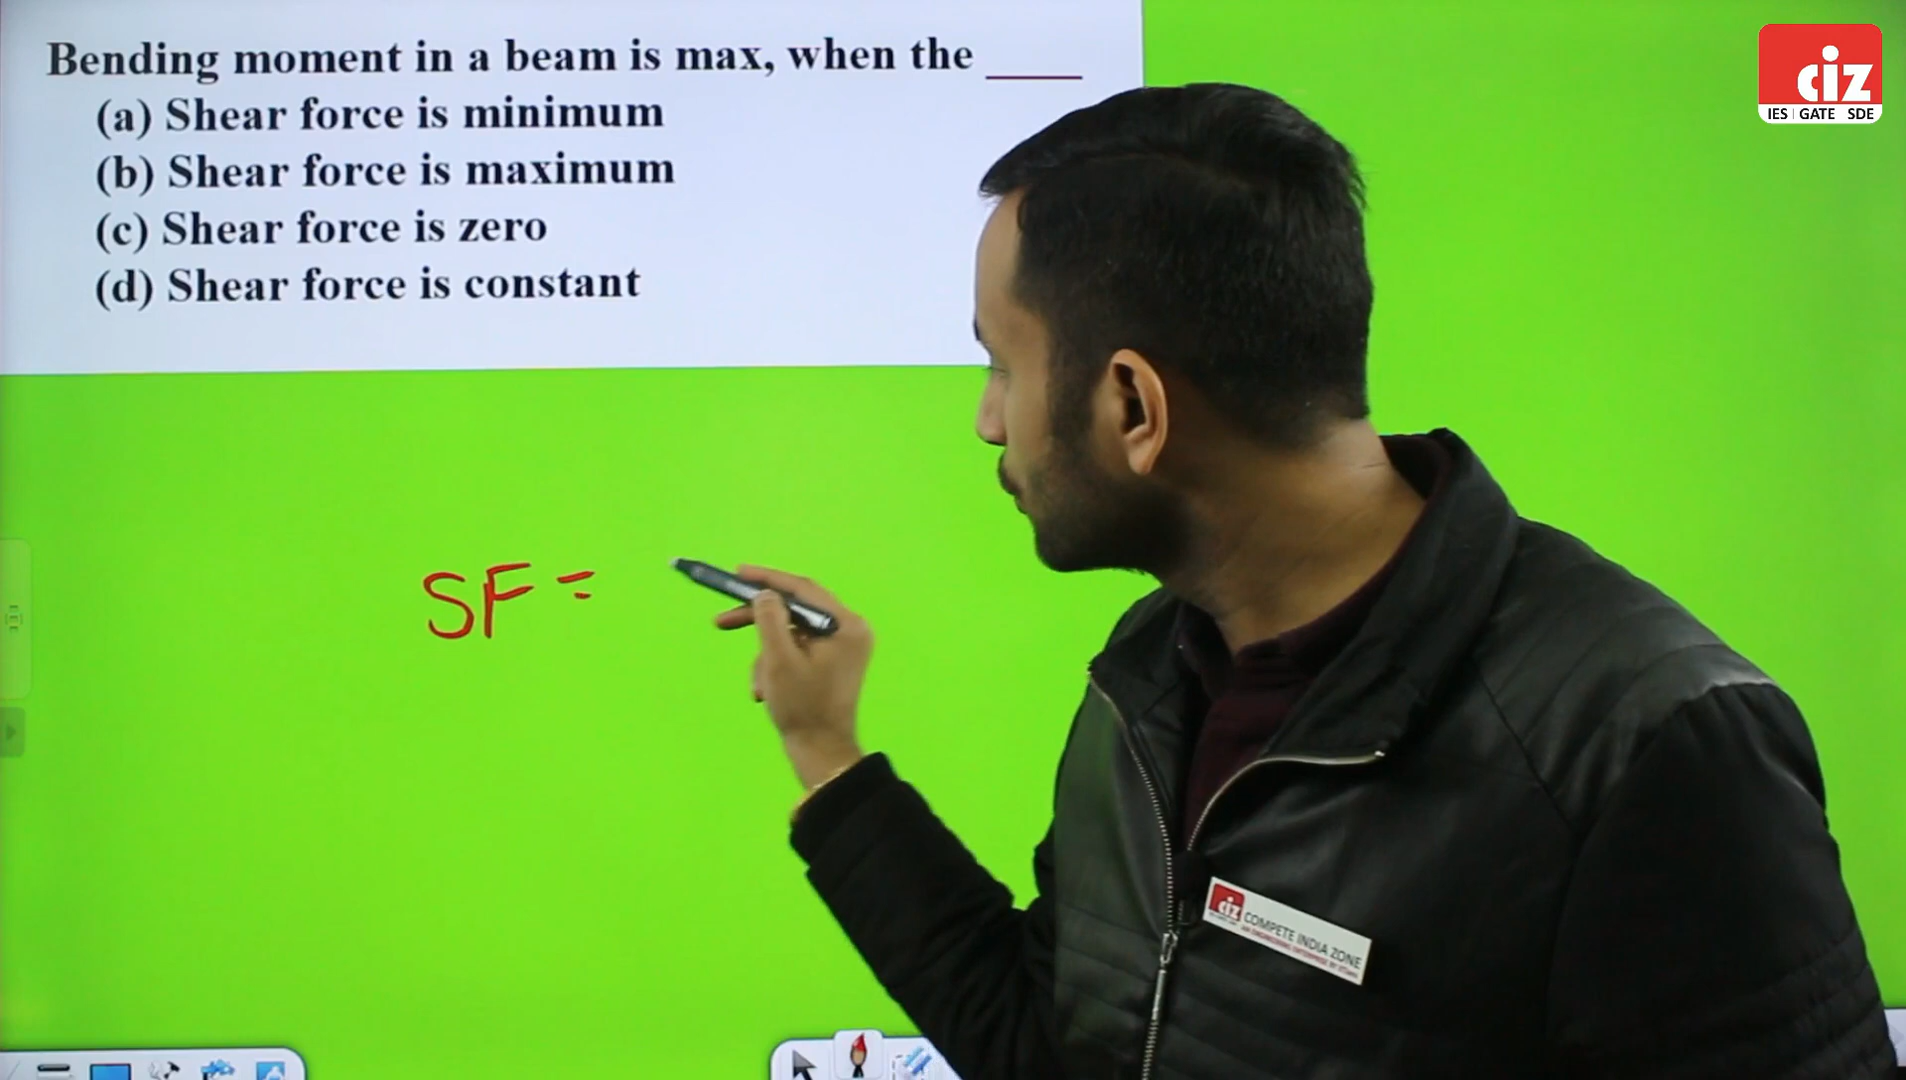 Bending moment in a beam is max, when the ____
(a) Shear force is minimum
(b) Shear force is maximum
(c) Shear force is zero
(d) Shear force is constant
ciz
IES | GATE SDE
SF =
ciz
COMPETE INDIA ZONE